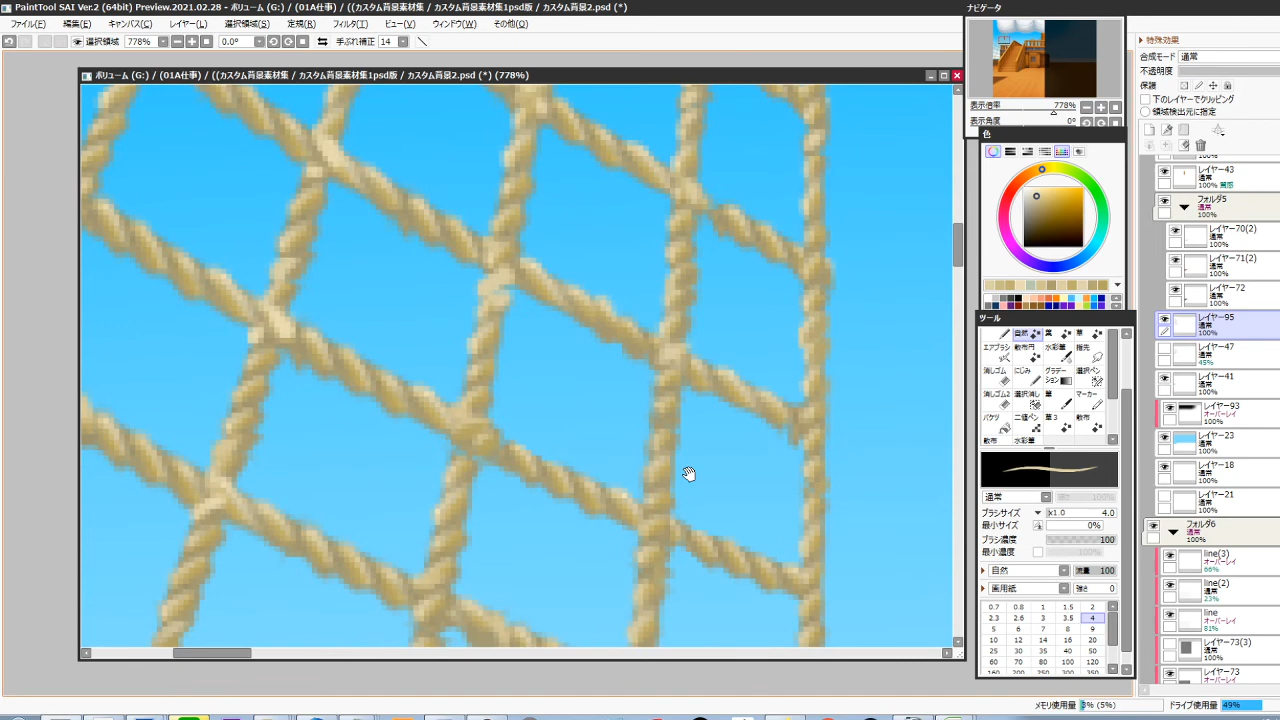 PaintTool SAI Ver.2 (64bit) Preview.2021.02.28 - ボリューム (G:) / (01A仕事) / ((カスタム背景素材集 / カスタム背景素材集1psd版 / カスタム背景2.psd (*) (778%)
ファイル(F) 編集(E) キャンバス(C) レイヤー(L) 選択領域(S) 定規(R) フィルタ(T) ビュー(V) ウィンドウ(W) その他(O)
選択領域 778% 0.0° 手ぶれ補正 14
ボリューム (G:) / (01A仕事) / ((カスタム背景素材集 / カスタム背景素材集1psd版 / カスタム背景2.psd (*) (778%)
ナビゲータ
表示倍率 778%
表示角度 0°
色
ツール
自然 葉 草
エアブラシ 散布円 水彩筆 指先
消しゴム にじみ グラデーション 選択ペン
消しゴム2 選択消し 筆 マーカー
バケツ 二値ペン 草3 散布
散布 水彩筆
通常
ブラシサイズ x1.0 4.0
最小サイズ 0%
ブラシ濃度 100
最小濃度 100%
自然 流量 100
画用紙 強さ 0
0.7 0.8 1 1.5 2
2.3 2.6 3 3.5 4
5 6 7 8 9
10 12 14 16 20
25 30 35 40 50
60 70 80 100 120
特殊効果
合成モード 通常
不透明度
保護
下のレイヤーでクリッピング
領域検出元に指定
100%
レイヤー43
通常
100%
フォルダ5
通常
100%
レイヤー70(2)
通常
100%
レイヤー71(2)
通常
100%
レイヤー72
通常
100%
レイヤー95
通常
100%
レイヤー47
通常
45%
レイヤー41
通常
100%
レイヤー93
オーバーレイ
100%
レイヤー23
通常
100%
レイヤー18
通常
100%
レイヤー21
通常
100%
フォルダ6
通常
100%
line(3)
オーバーレイ
66%
line(2)
通常
23%
line
オーバーレイ
81%
レイヤー73(3)
通常
100%
レイヤー73
オーバーレイ
メモリ使用量 3% (5%) ドライブ使用量 49%